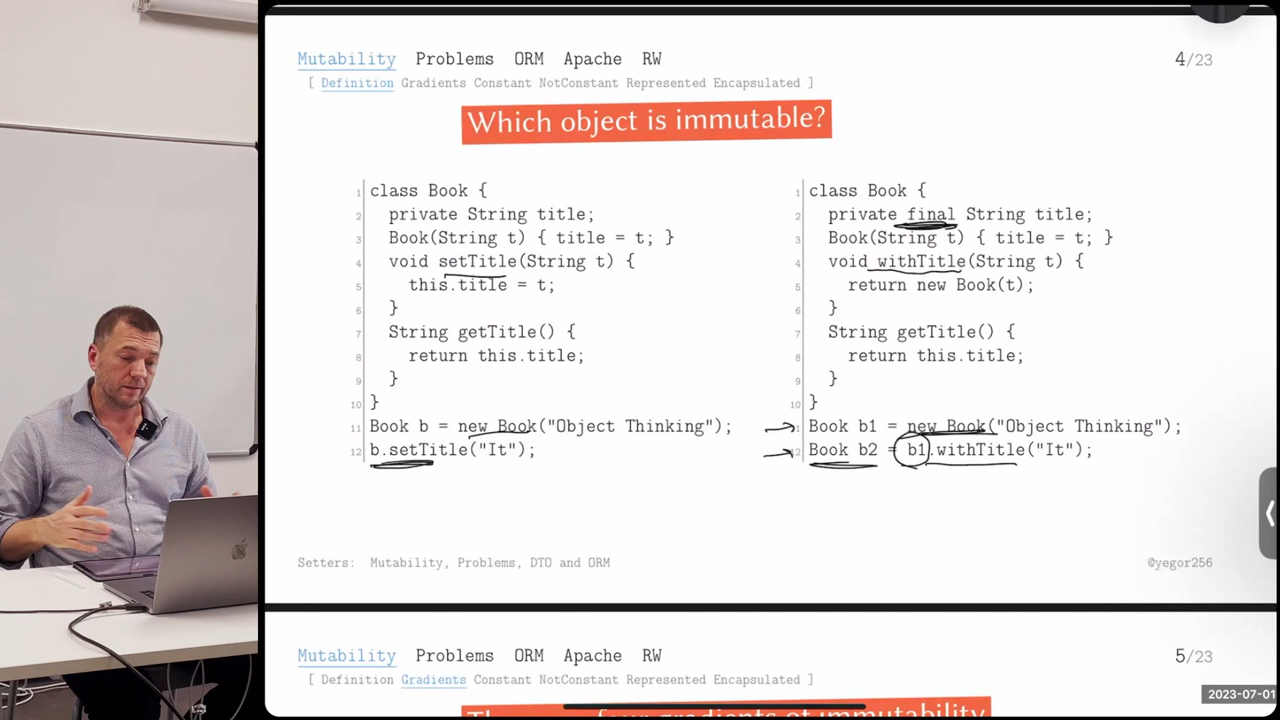 Mutability Problems ORM Apache RW 4/23
[ Definition Gradients Constant NotConstant Represented Encapsulated ]
Which object is immutable?
1 class Book {
2 private String title;
3 Book(String t) { title = t; }
4 void setTitle(String t) {
5 this.title = t;
6 }
7 String getTitle() {
8 return this.title;
9 }
10 }
11 Book b = new Book("Object Thinking");
12 b.setTitle("It");
1 class Book {
2 private final String title;
3 Book(String t) { title = t; }
4 void withTitle(String t) {
5 return new Book(t);
6 }
7 String getTitle() {
8 return this.title;
9 }
10 }
11 Book b1 = new Book("Object Thinking");
12 Book b2 = b1.withTitle("It");
Setters: Mutability, Problems, DTO and ORM @yegor256
Mutability Problems ORM Apache RW 5/23
[ Definition Gradients Constant NotConstant Represented Encapsulated ]
four gradients of immutability
2023-07-01